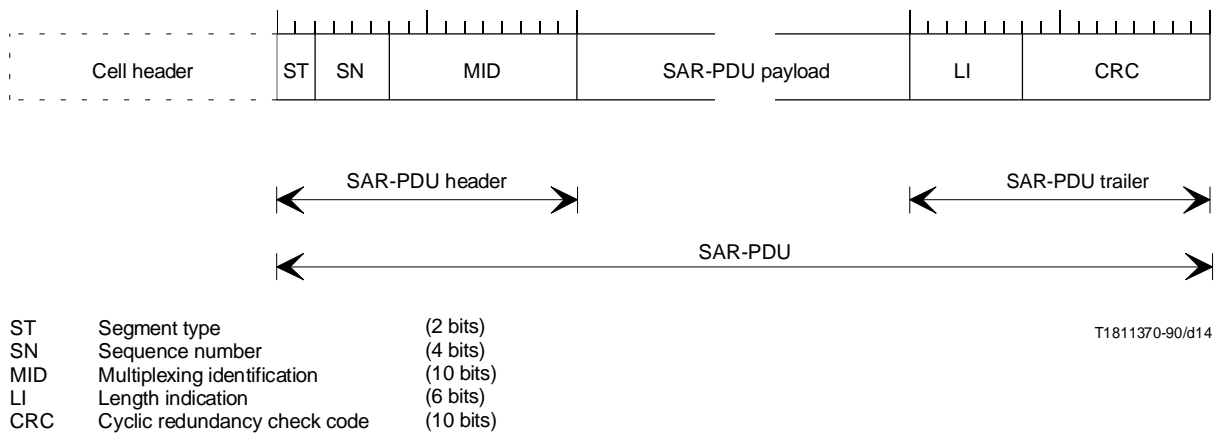 Cell header ST SN MID SAR-PDU payload LI CRC
SAR-PDU header SAR-PDU trailer
SAR-PDU
ST Segment type (2 bits)
T1811370-90/d14
SN Sequence number (4 bits)
MID Multiplexing identification (10 bits)
LI Length indication (6 bits)
CRC Cyclic redundancy check code (10 bits)